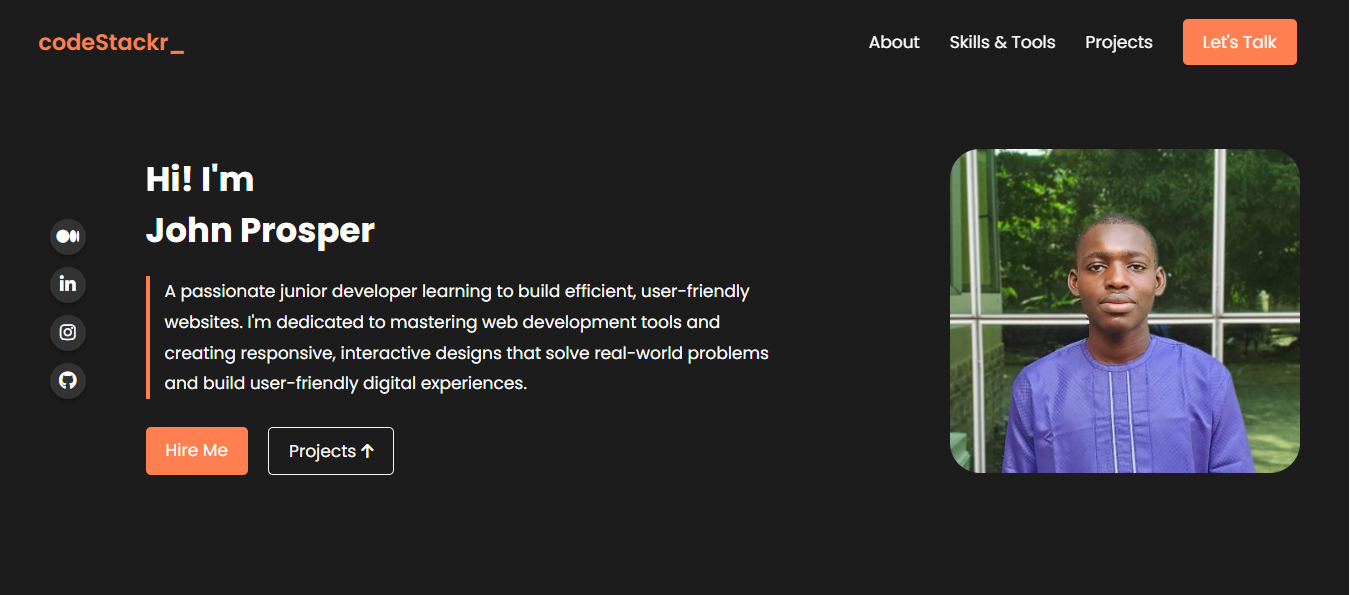 codeStackr_
About
Skills & Tools
Projects
Let's Talk
Hi! I'm
John Prosper
in
A passionate junior developer learning to build efficient, user-friendly
websites. I'm dedicated to mastering web development tools and
creating responsive, interactive designs that solve real-world problems
and build user-friendly digital experiences.
Hire Me
Projects ↑